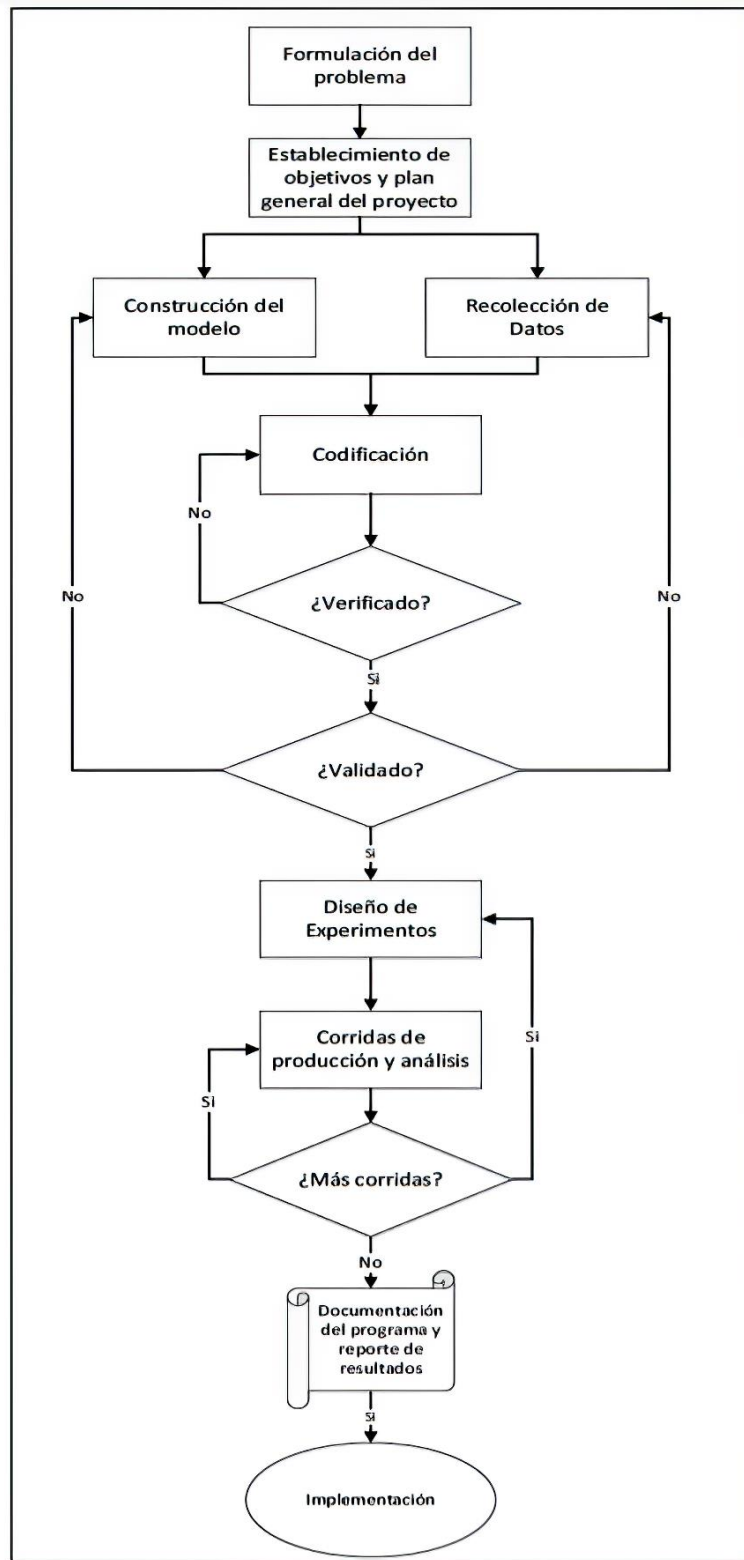 Formulación del
problema
Establecimiento de
objetivos y plan
general del proyecto
Construcción del
modelo
Recolección de
Datos
Codificación
No
¿Verificado?
No
No
Si
¿Validado?
Si
Diseño de
Experimentos
Si
Corridas de
producción y análisis
Si
¿Más corridas?
No
Documentación
del programa y
reporte de
resultados
Si
Implementación